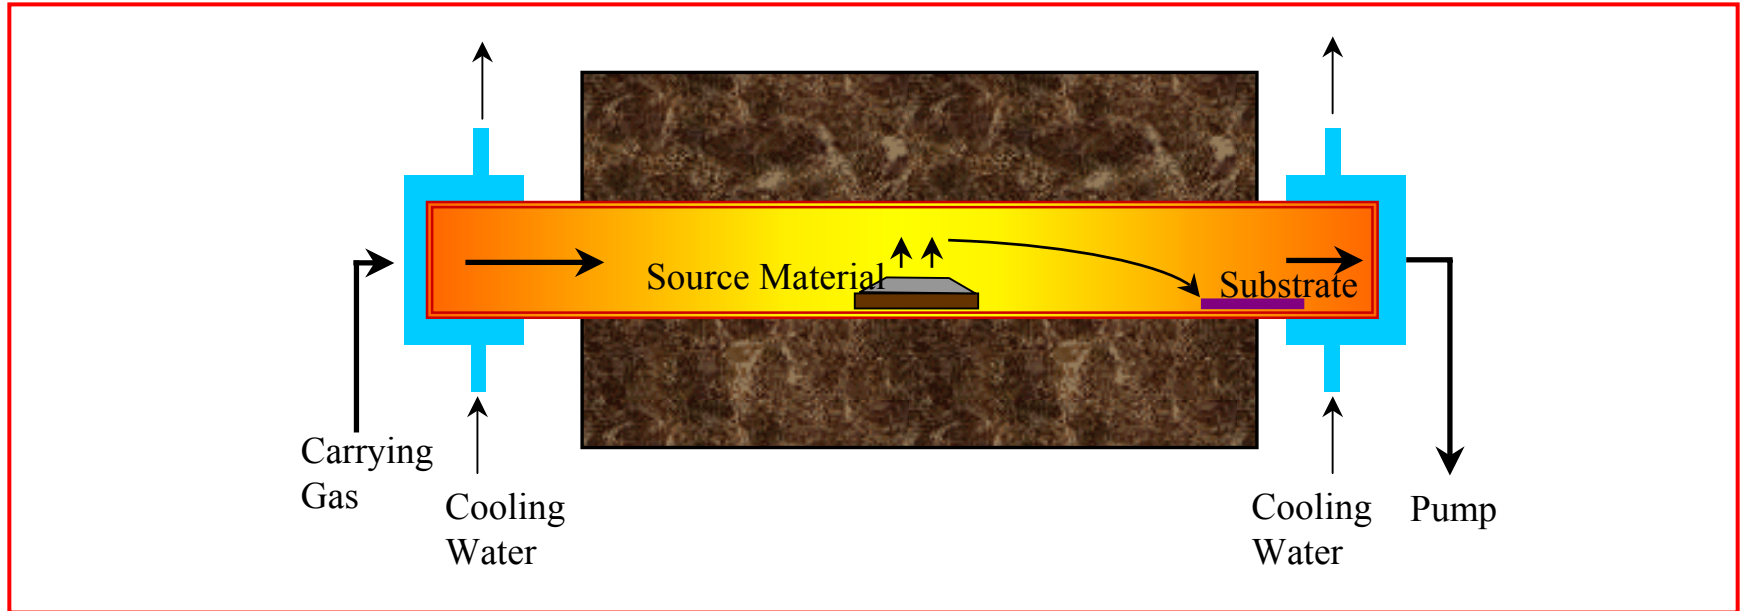 Source Material
Substrate
Carrying
Gas
Cooling
Water
Cooling
Water
Pump